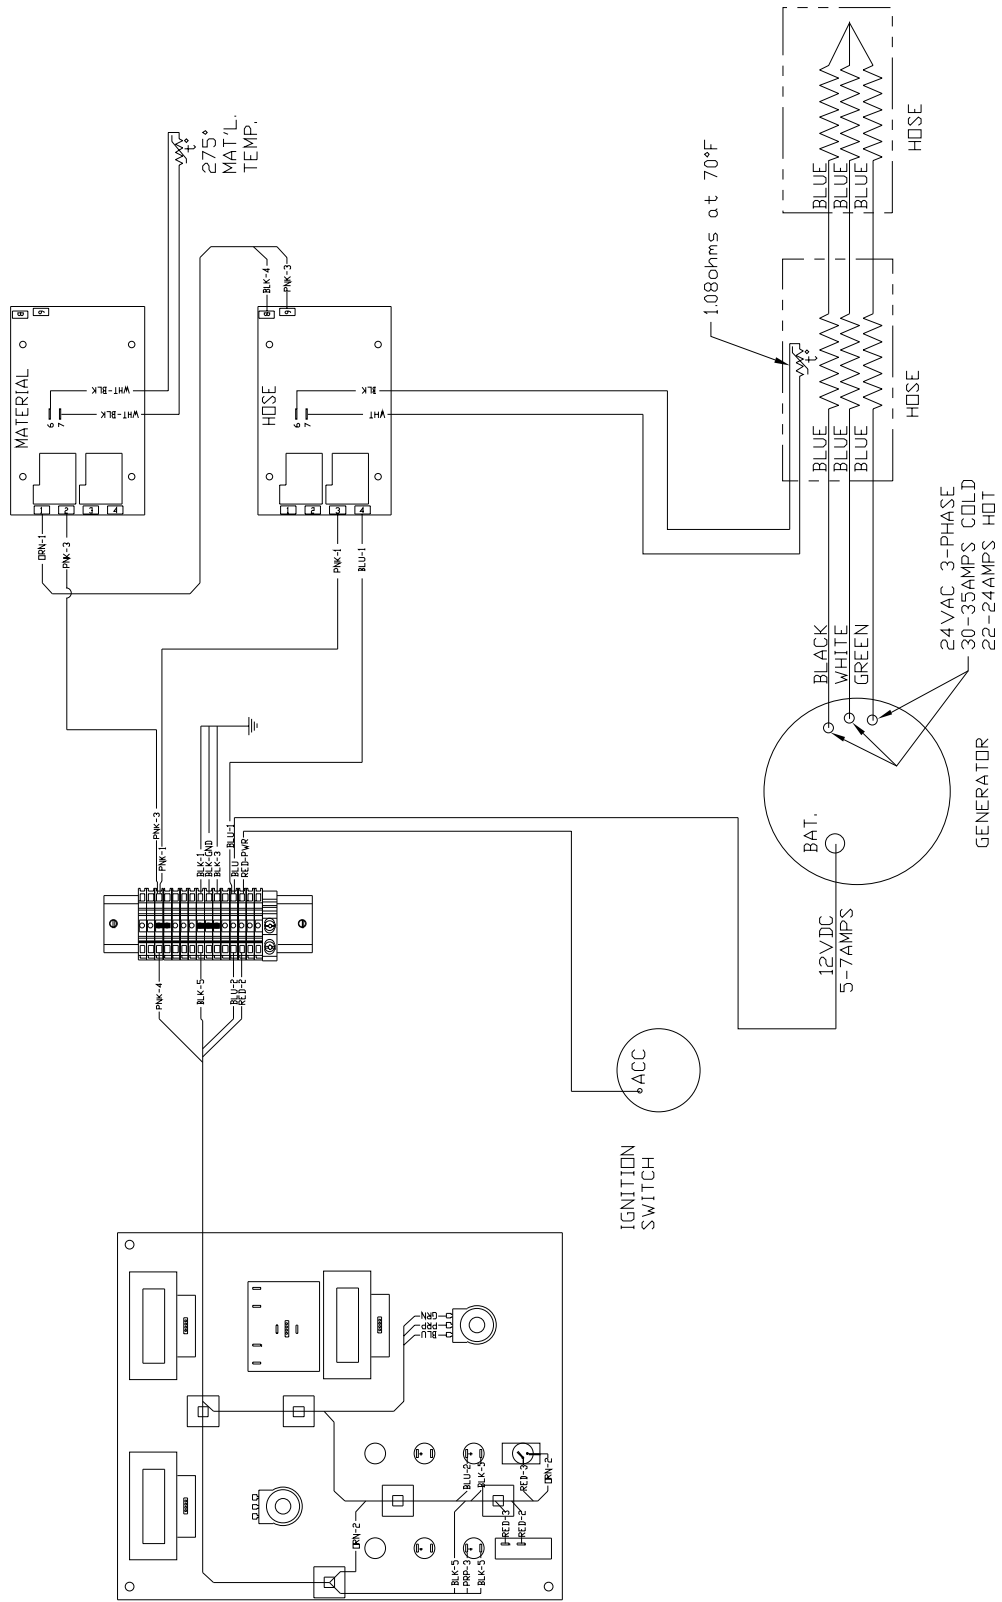 MATERIAL
8
9
6
7
WHT-BLK
WHT-BLK
1
2
3
4
ORN-1
PNK-3
275°
MAT'L.
TEMP.
t°
BLK-4
PNK-3
HOSE
8
9
6
7
BLK
WHT
1
2
3
4
PNK-1
BLU-1
1.08ohms at 70°F
t°
BLUE
BLUE
BLUE
HOSE
BLUE
BLUE
BLUE
HOSE
BLACK
WHITE
GREEN
24VAC 3-PHASE
30-35AMPS COLD
22-24AMPS HOT
BAT.
GENERATOR
12VDC
5-7AMPS
PNK-3
PNK-1
BLK-1
BLK-GND
BLK-3
BLU-1
BLU
RED-PWR
PNK-4
BLK-5
BLU-2
RED-2
ACC
IGNITION
SWITCH
GRN
PRP
BLU
BLU-2
BLK-5
RED-3
ORN-2
ORN-2
RED-3
RED-2
BLK-5
PRP-3
BLK-5